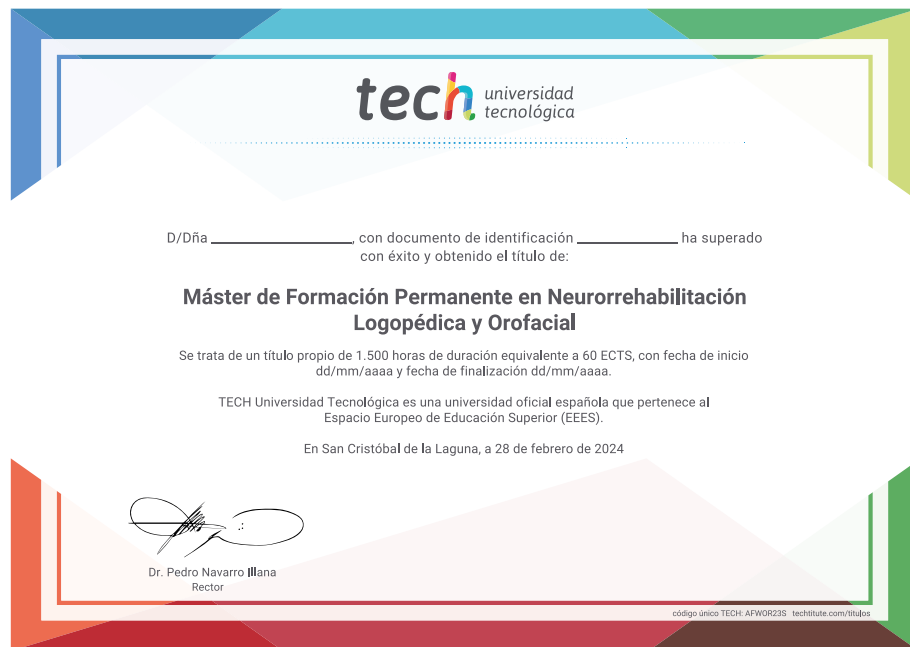 tech universidad
tecnológica
D/Dña ____________________, con documento de identificación ______________ ha superado
con éxito y obtenido el título de:
Máster de Formación Permanente en Neurorrehabilitación
Logopédica y Orofacial
Se trata de un título propio de 1.500 horas de duración equivalente a 60 ECTS, con fecha de inicio
dd/mm/aaaa y fecha de finalización dd/mm/aaaa.
TECH Universidad Tecnológica es una universidad oficial española que pertenece al
Espacio Europeo de Educación Superior (EEES).
En San Cristóbal de la Laguna, a 28 de febrero de 2024
Dr. Pedro Navarro Illana
Rector
código único TECH: AFWOR23S techtitute.com/titulos